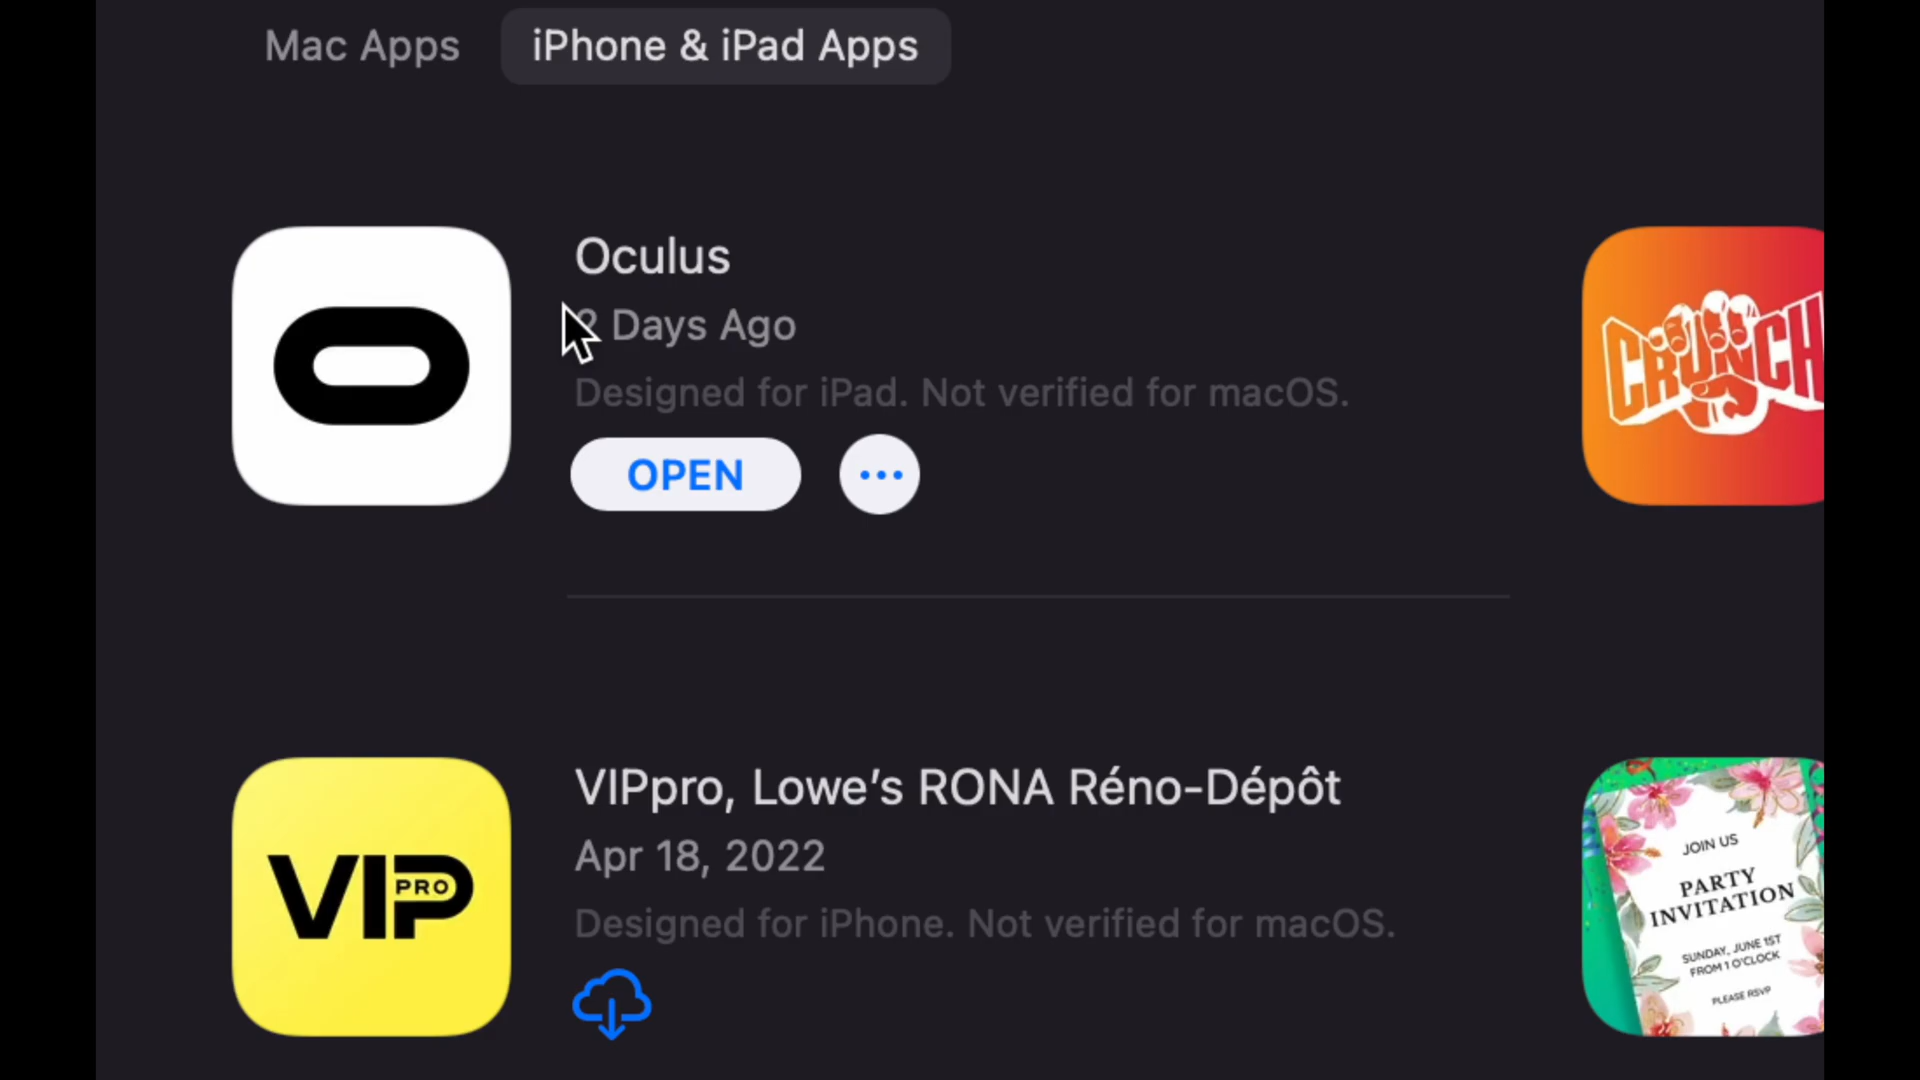 Mac Apps
iPhone & iPad Apps
Oculus
Days Ago
Designed for iPad. Not verified for macOS.
OPEN
CRUNCH
VIPpro, Lowe’s RONA Réno-Dépôt
Apr 18, 2022
Designed for iPhone. Not verified for macOS.
VIP
PRO
JOIN US
PARTY
INVITATION
SUNDAY, JUNE 1ST
FROM 1 O'CLOCK
PLEASE RSVP